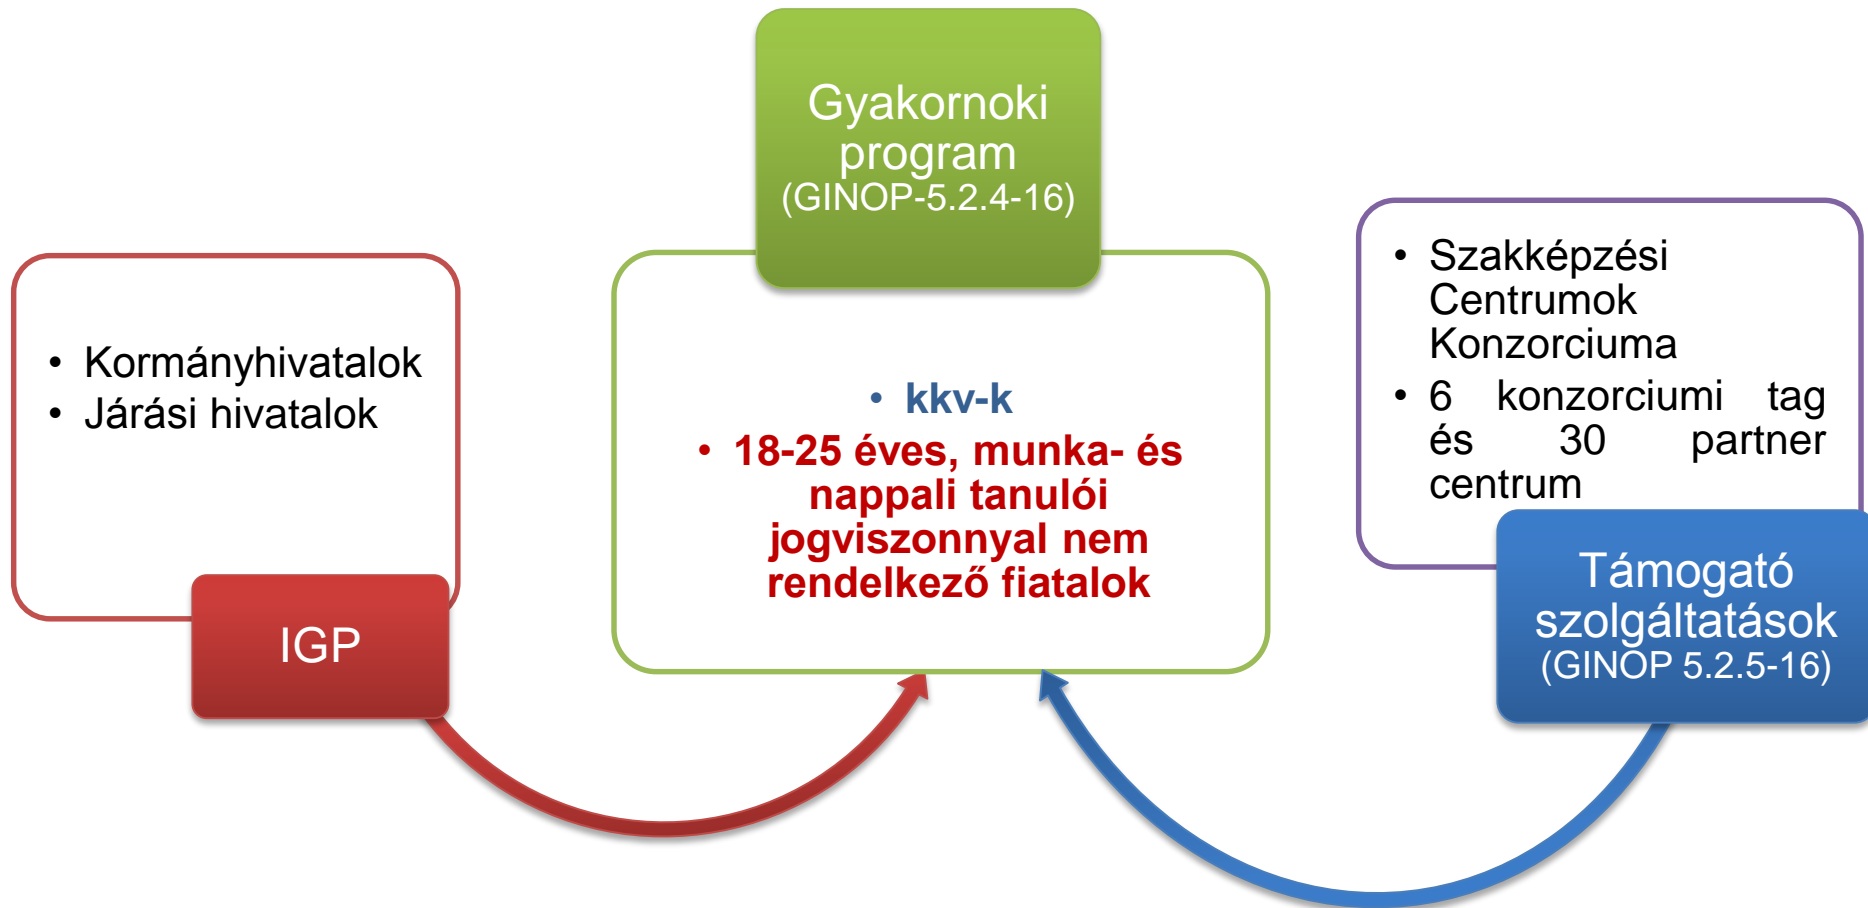 Gyakornoki
program
(GINOP-5.2.4-16)
• Kormányhivatalok
• Járási hivatalok
IGP
• kkv-k
• 18-25 éves, munka- és
nappali tanulói
jogviszonnyal nem
rendelkező fiatalok
• Szakképzési
Centrumok
Konzorciuma
• 6 konzorciumi tag
és 30 partner
centrum
Támogató
szolgáltatások
(GINOP 5.2.5-16)